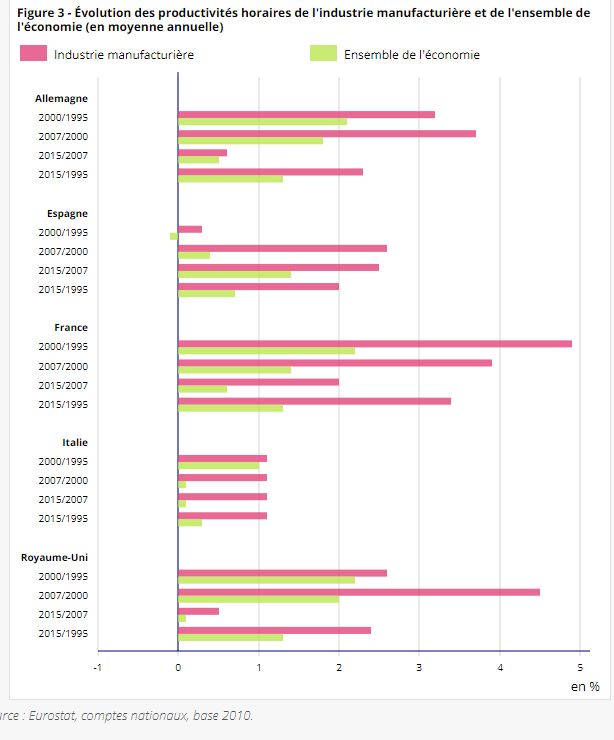 Figure 3 - Évolution des productivités horaires de l'industrie manufacturière et de l'ensemble de
l'économie (en moyenne annuelle)
Industrie manufacturière
Ensemble de l'économie
Allemagne
2000/1995
2007/2000
2015/2007
2015/1995
Espagne
2000/1995
2007/2000
2015/2007
2015/1995
France
2000/1995
2007/2000
2015/2007
2015/1995
Italie
2000/1995
2007/2000
2015/2007
2015/1995
Royaume-Uni
2000/1995
2007/2000
2015/2007
2015/1995
-1 0 1 2 3 4 5
en %
rce : Eurostat, comptes nationaux, base 2010.